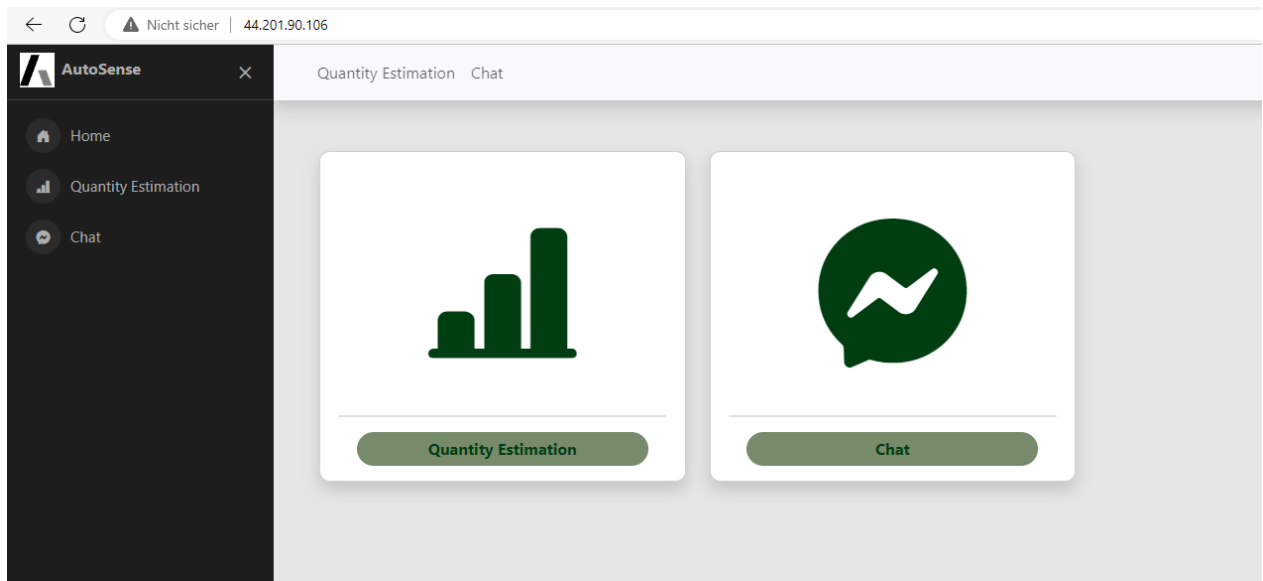 Nicht sicher 44.201.90.106
AutoSense
Quantity Estimation Chat
Home
Quantity Estimation
Chat
Quantity Estimation
Chat